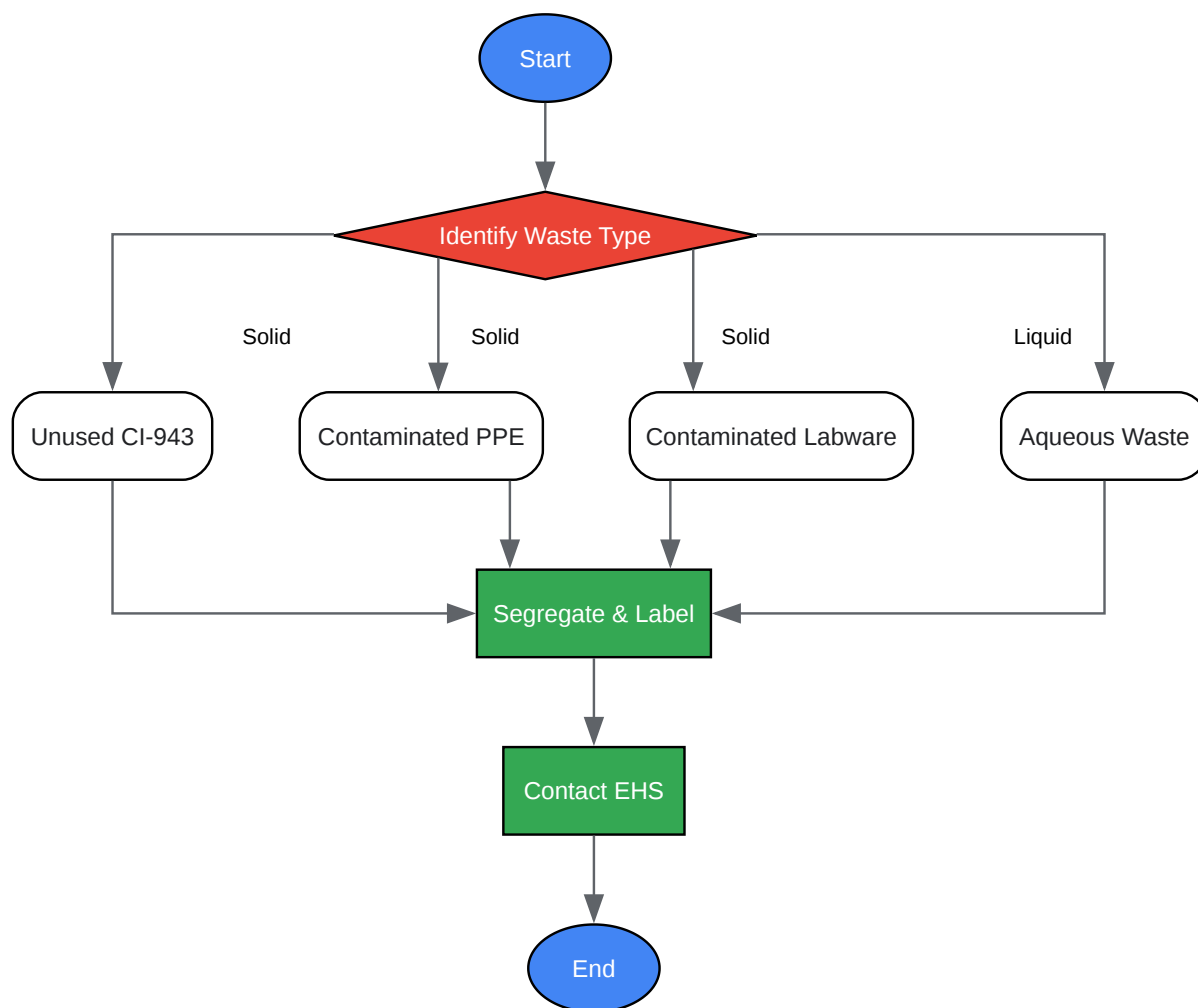 Start
Identify Waste Type
Solid
Solid
Solid
Liquid
Unused CI-943
Contaminated PPE
Contaminated Labware
Aqueous Waste
Segregate & Label
Contact EHS
End